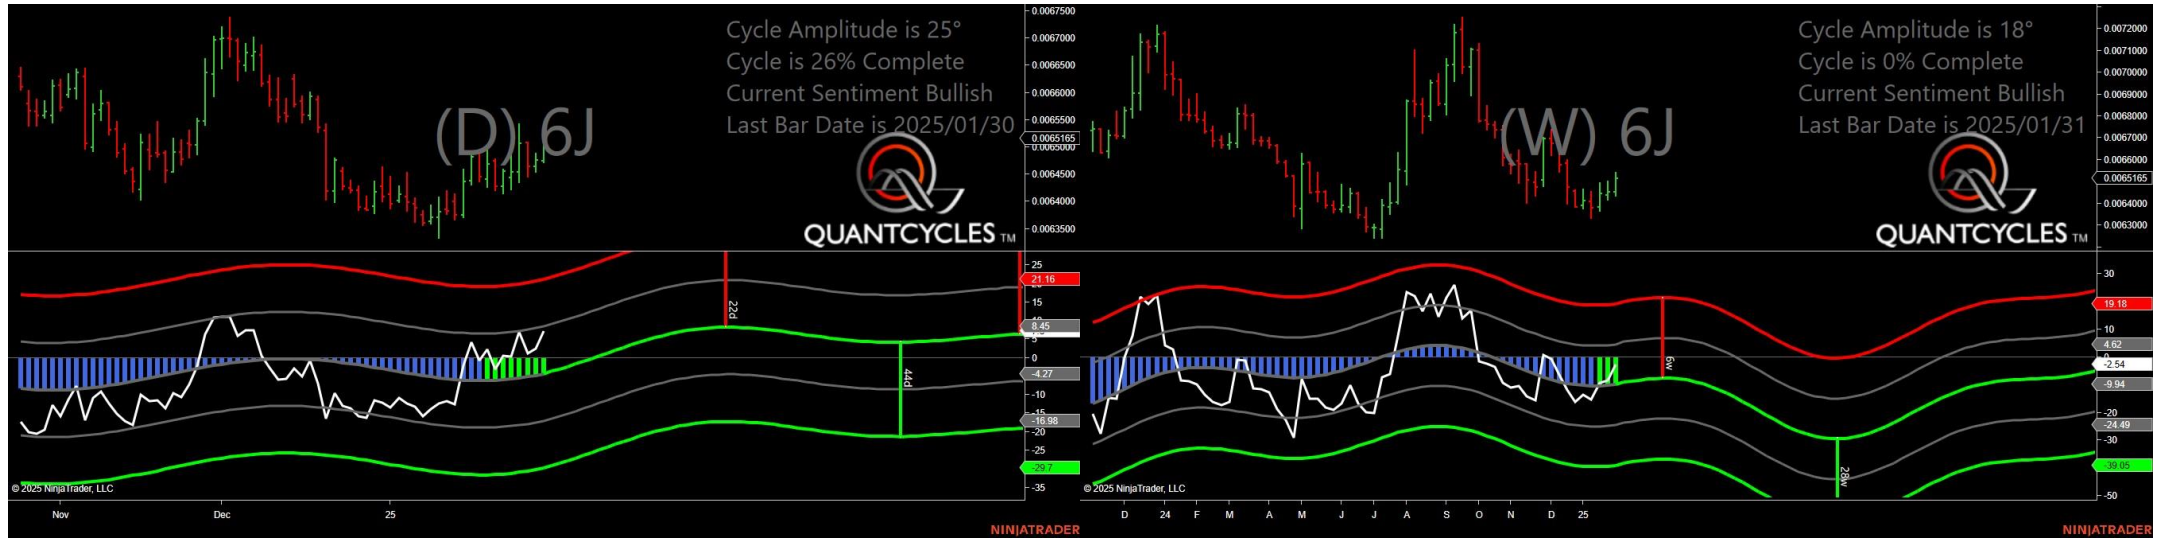 Cycle Amplitude is 25°
Cycle is 26% Complete
Current Sentiment Bullish
Last Bar Date is 2025/01/30
(D) 6J
QUANTCYCLES TM
0.0067500
0.0067000
0.0066500
0.0066000
0.0065500
0.0065165
0.0065000
0.0064500
0.0064000
0.0063500
25
21.16
15
8.45
5
0
-4.27
-10
-15
-16.98
-20
-25
-29.7
-35
22d
44d
© 2025 NinjaTrader, LLC
Nov Dec 25
NINJATRADER
Cycle Amplitude is 18°
Cycle is 0% Complete
Current Sentiment Bullish
Last Bar Date is 2025/01/31
(W) 6J
QUANTCYCLES TM
0.0072000
0.0071000
0.0070000
0.0069000
0.0068000
0.0067000
0.0066000
0.0065165
0.0064000
0.0063000
30
19.18
10
4.62
-2.54
-9.94
-20
-24.49
-30
-39.05
-50
6w
28w
© 2025 NinjaTrader, LLC
D 24 F M A M J J A S O N D 25
NINJATRADER